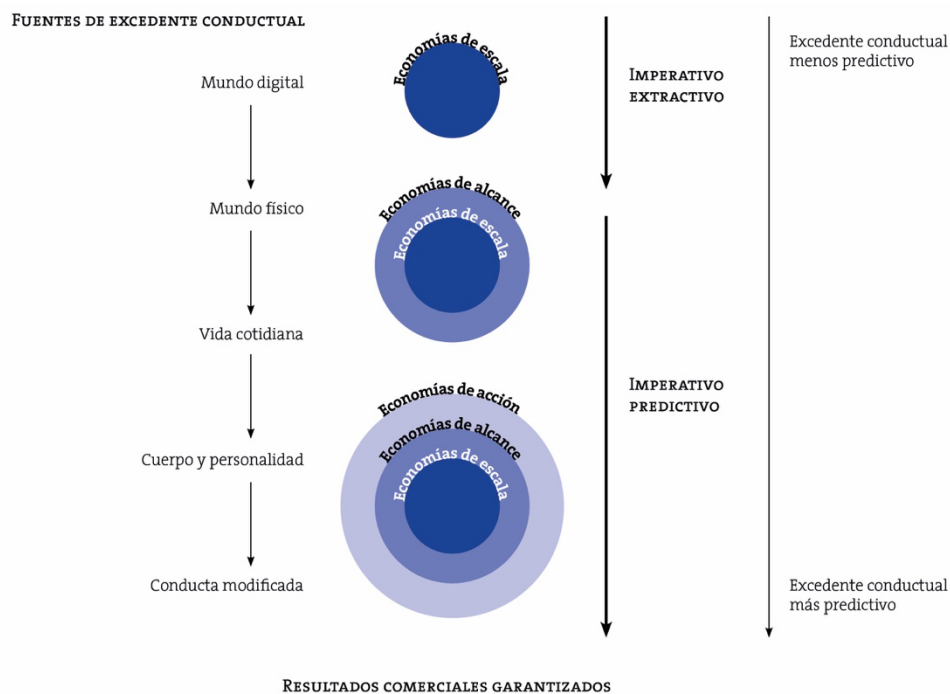 FUENTES DE EXCEDENTE CONDUCTUAL
Mundo digital
Mundo físico
Vida cotidiana
Cuerpo y personalidad
Conducta modificada
Economías de escala
Economías de alcance
Economías de escala
Economías de acción
Economías de alcance
Economías de escala
IMPERATIVO
EXTRACTIVO
IMPERATIVO
PREDICTIVO
Excedente conductual
menos predictivo
Excedente conductual
más predictivo
RESULTADOS COMERCIALES GARANTIZADOS